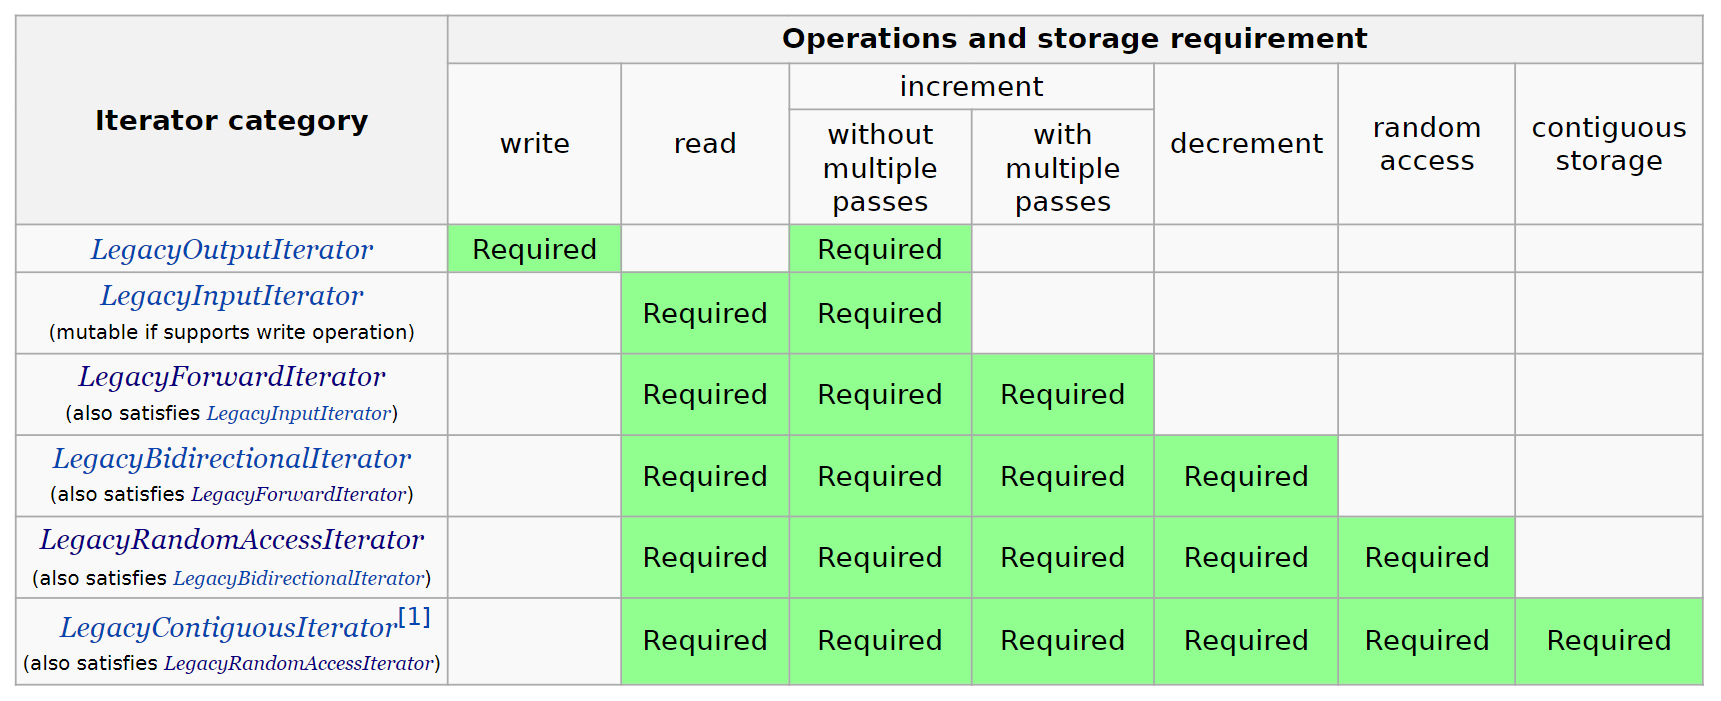 Iterator category
Operations and storage requirement
write
read
increment
without
multiple
passes
with
multiple
passes
decrement
random
access
contiguous
storage
LegacyOutputIterator
Required
Required
LegacyInputIterator
(mutable if supports write operation)
Required
Required
LegacyForwardIterator
(also satisfies LegacyInputIterator)
Required
Required
Required
LegacyBidirectionalIterator
(also satisfies LegacyForwardIterator)
Required
Required
Required
Required
LegacyRandomAccessIterator
(also satisfies LegacyBidirectionalIterator)
Required
Required
Required
Required
Required
LegacyContiguousIterator[1]
(also satisfies LegacyRandomAccessIterator)
Required
Required
Required
Required
Required
Required